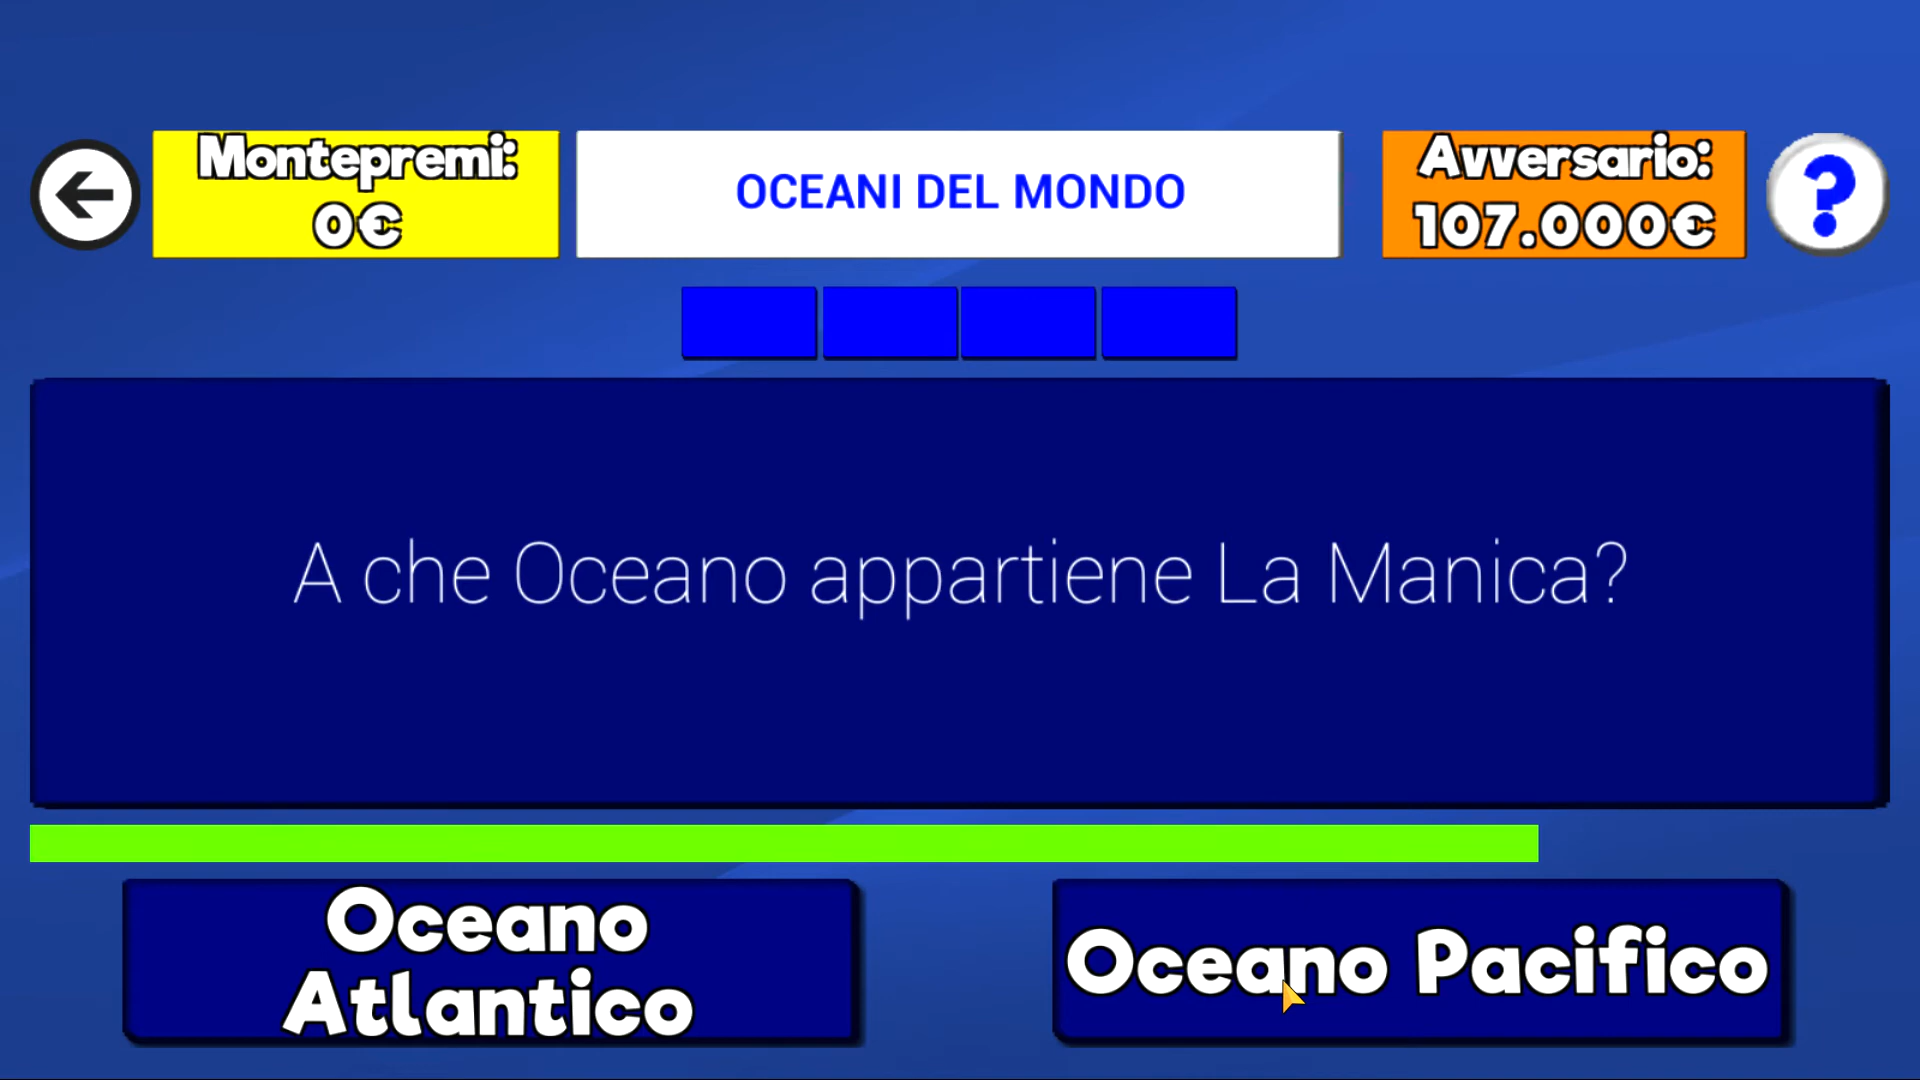 Montepremi:
0€
OCEANI DEL MONDO
Avversario:
107.000€
?
A che Oceano appartiene La Manica?
Oceano
Atlantico
Oceano Pacifico